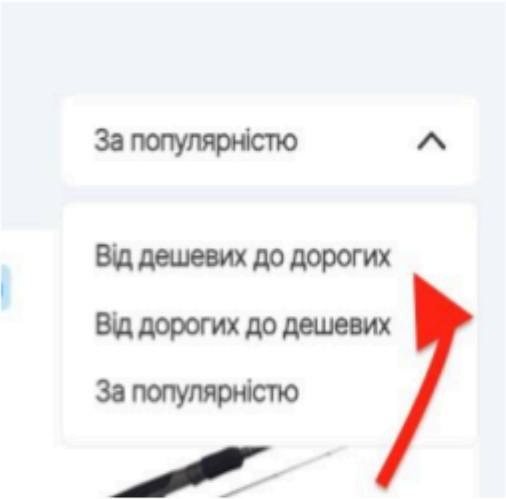 За популярністю
Від дешевих до дорогих
Від дорогих до дешевих
За популярністю